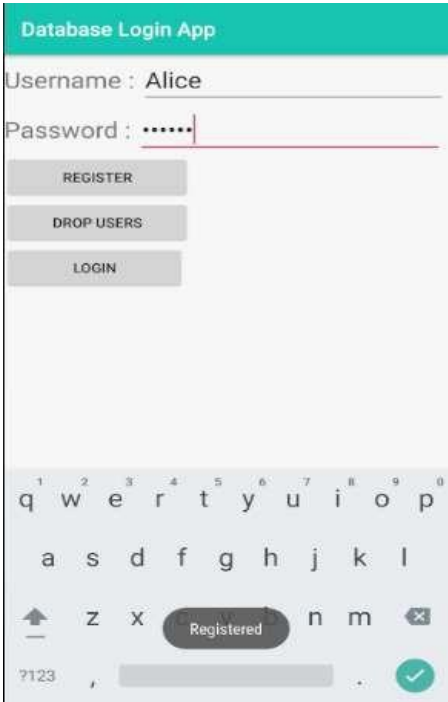 Database Login App
Username : Alice
Password : ••••••
REGISTER
DROP USERS
LOGIN
1 2 3 4 5 6 7 8 9 0
q w e r t y u i o p
a s d f g h j k l
z x c v b n m
Registered
?123 , .